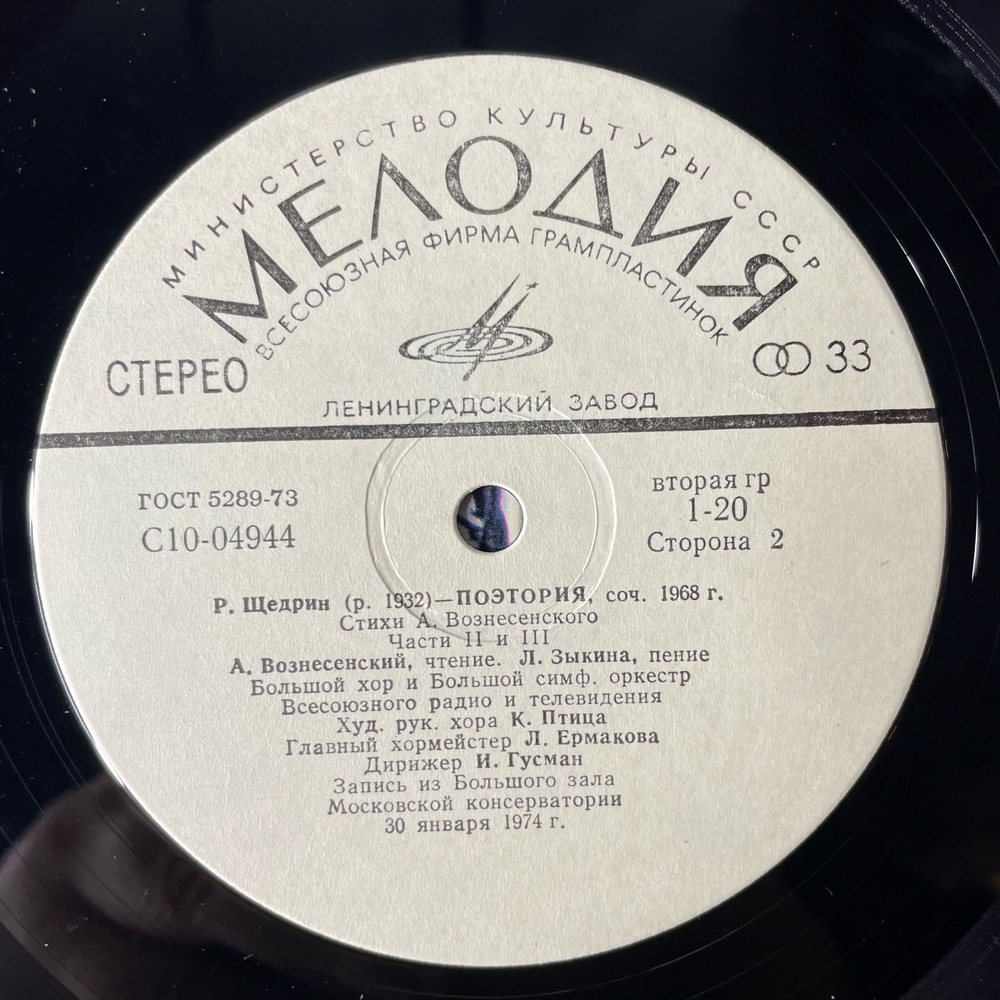 МИНИСТЕРСТВО КУЛЬТУРЫ СССР
МЕЛОДИЯ
ВСЕСОЮЗНАЯ ФИРМА ГРАМПЛАСТИНОК
СТЕРЕО
33
ЛЕНИНГРАДСКИЙ ЗАВОД
ГОСТ 5289-73
С10-04944
вторая гр
1-20
Сторона 2
Р. Щедрин (р. 1932)—ПОЭТОРИЯ, соч. 1968 г.
Стихи А. Вознесенского
Части II и III
А. Вознесенский, чтение. Л. Зыкина, пение
Большой хор и Большой симф. оркестр
Всесоюзного радио и телевидения
Худ. рук. хора К. Птица
Главный хормейстер Л. Ермакова
Дирижер И. Гусман
Запись из Большого зала
Московской консерватории
30 января 1974 г.